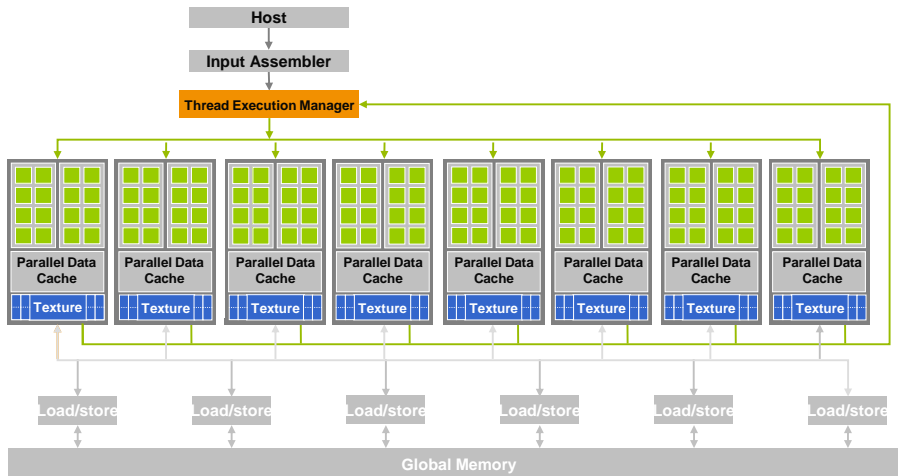 Host
Input Assembler
Thread Execution Manager
Parallel Data
Cache
Parallel Data
Cache
Parallel Data
Cache
Parallel Data
Cache
Parallel Data
Cache
Parallel Data
Cache
Parallel Data
Cache
Parallel Data
Cache
Texture
Texture
Texture
Texture
Texture
Texture
Texture
Texture
Load/store
Load/store
Load/store
Load/store
Load/store
Load/store
Global Memory